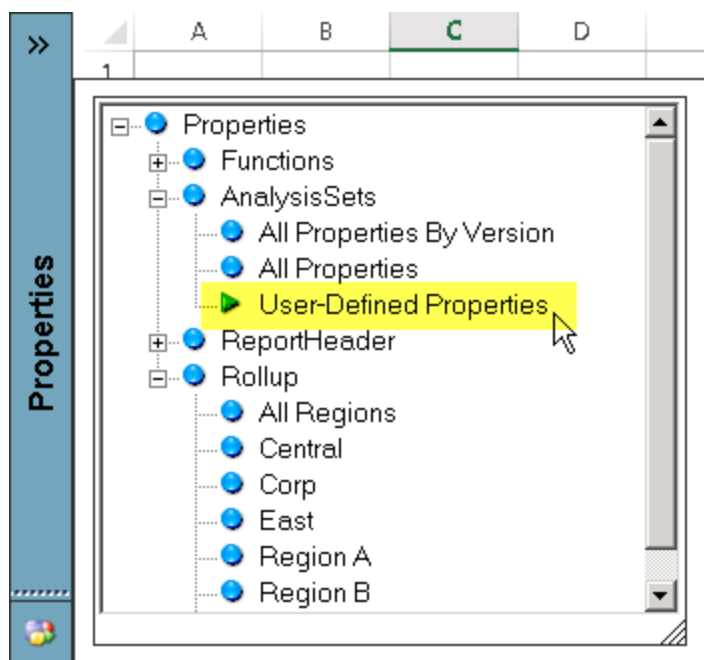 »
A B C D
1
Properties
Properties
Functions
AnalysisSets
All Properties By Version
All Properties
User-Defined Properties
ReportHeader
Rollup
All Regions
Central
Corp
East
Region A
Region B